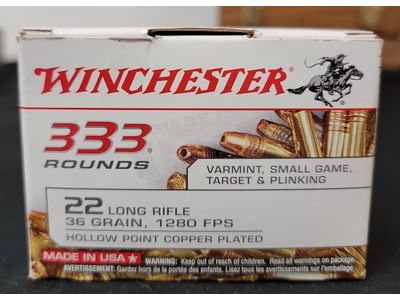 WINCHESTER®
333®
ROUNDS
VARMINT, SMALL GAME,
TARGET & PLINKING
22 LONG RIFLE
36 GRAIN, 1280 FPS
HOLLOW POINT COPPER PLATED
MADE IN USA★
WARNING: Keep out of reach of children. Read all warnings on package.
AVERTISSEMENT: Gardez hors de la portée des enfants. Lisez tous les avertissements sur l'emballage.